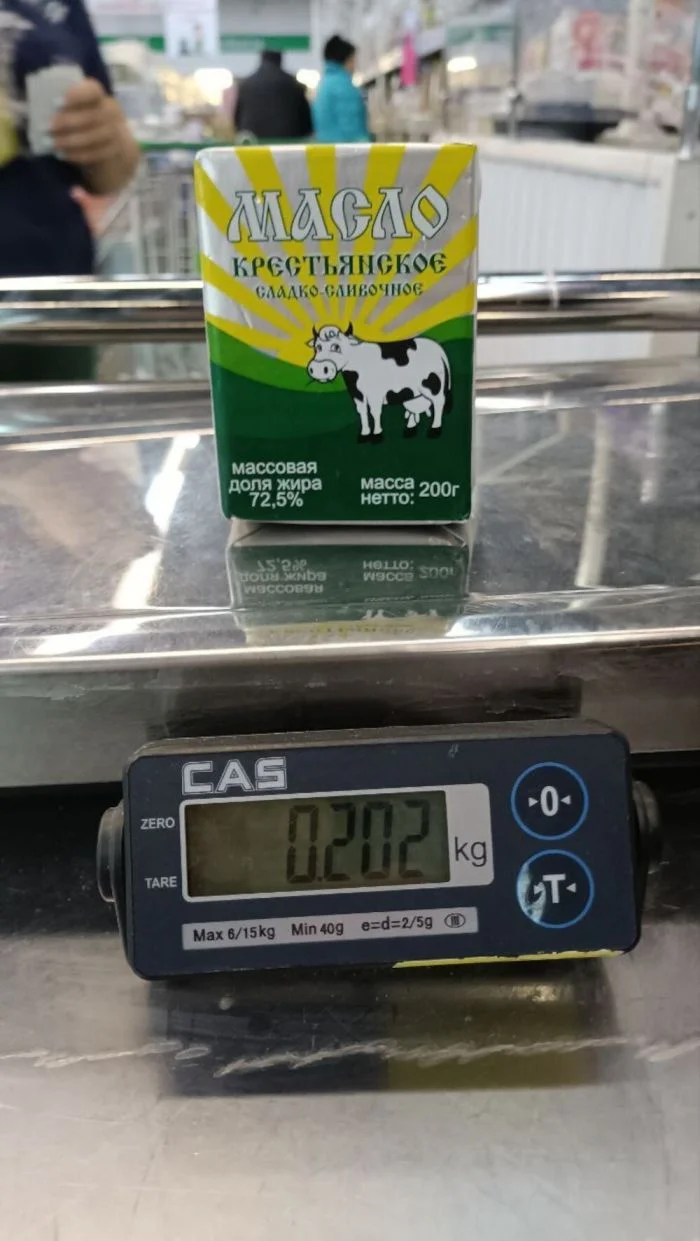 МАСЛО
КРЕСТЬЯНСКОЕ
СЛАДКО-СЛИВОЧНОЕ
массовая
доля жира
72,5%
масса
нетто: 200г
CAS
ZERO
TARE
0.202 kg
0
T
Max 6/15kg Min 40g e=d=2/5g III